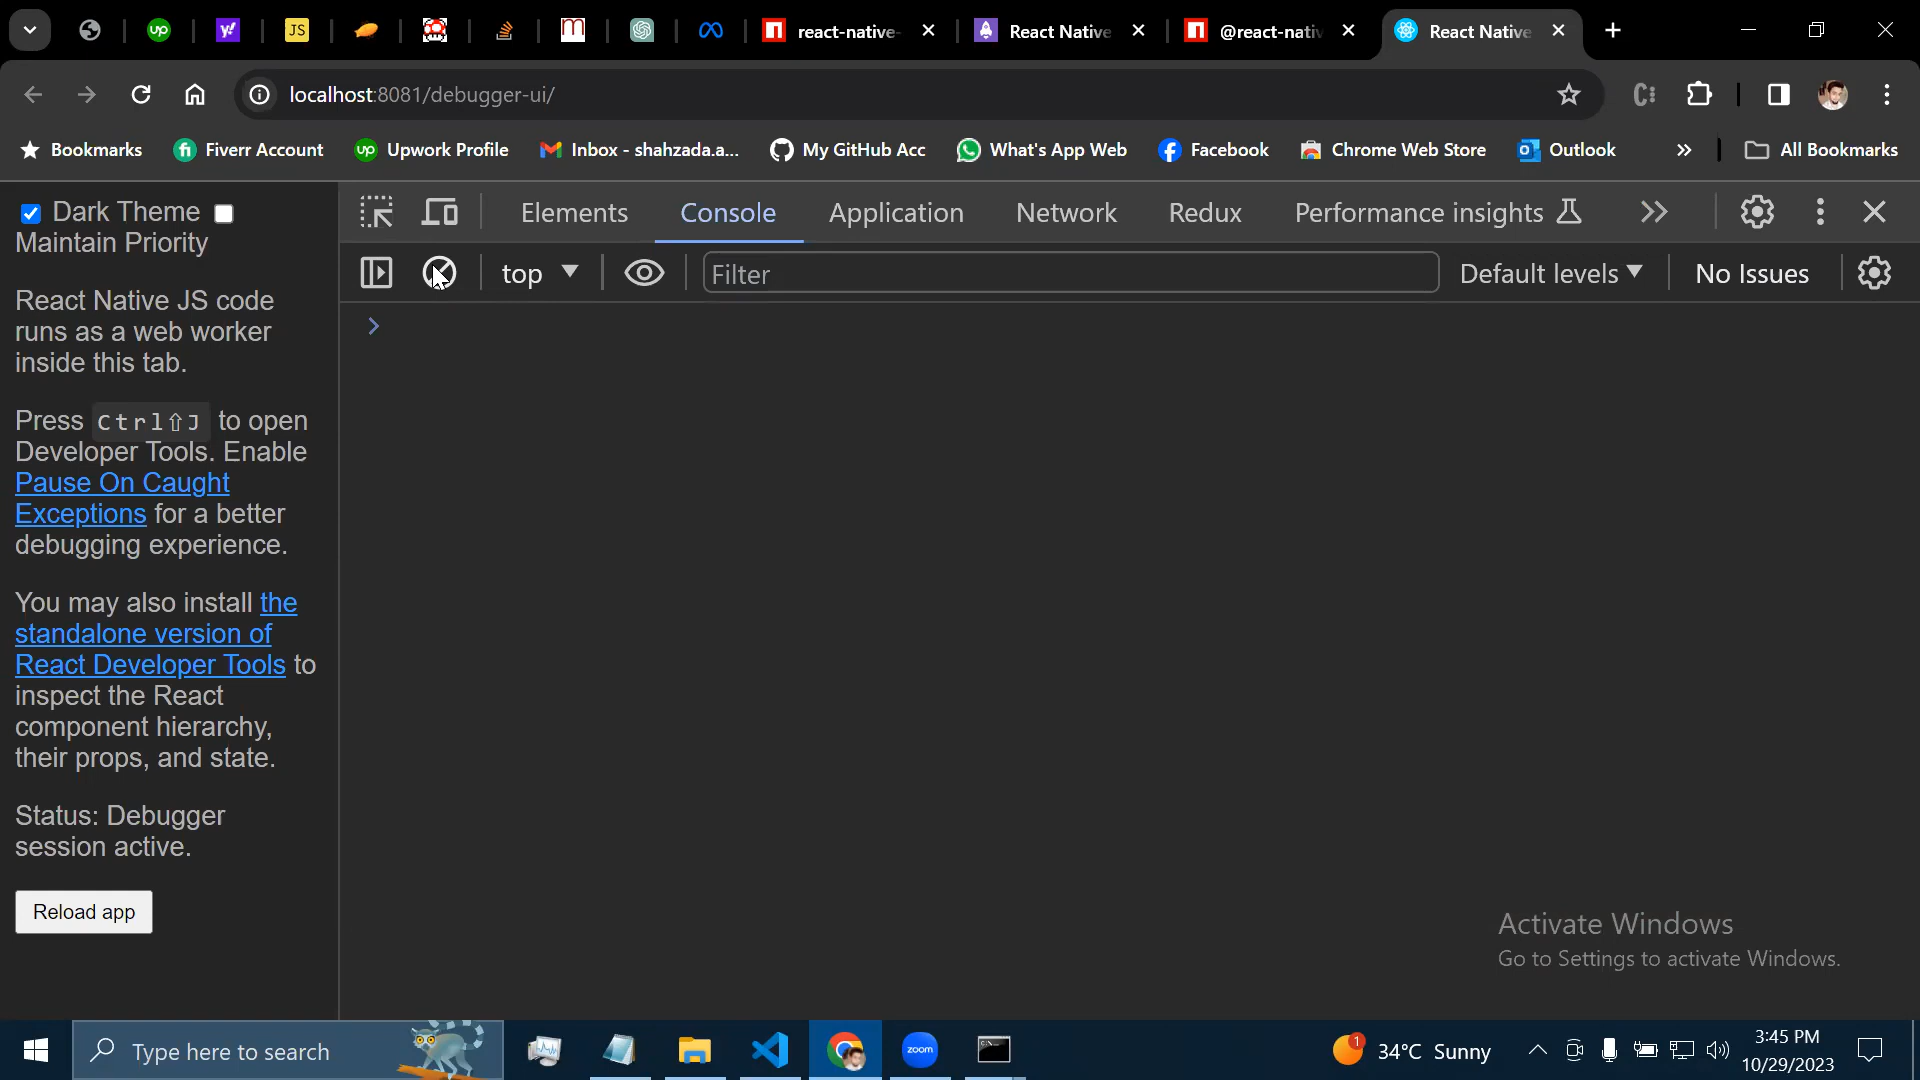 up
y!
JS
m
react-native-
React Native
@react-nativ
React Native
localhost:8081/debugger-ui/
Bookmarks
fi Fiverr Account
up Upwork Profile
Inbox - shahzada.a...
My GitHub Acc
What's App Web
Facebook
Chrome Web Store
Outlook
All Bookmarks
Dark Theme
Maintain Priority
React Native JS code
runs as a web worker
inside this tab.
Press Ctrl⇧J to open
Developer Tools. Enable
Pause On Caught
Exceptions for a better
debugging experience.
You may also install the
standalone version of
React Developer Tools to
inspect the React
component hierarchy,
their props, and state.
Status: Debugger
session active.
Reload app
Elements Console Application Network Redux Performance insights
top Filter Default levels No Issues
Activate Windows
Go to Settings to activate Windows.
Type here to search
zoom
1
34°C Sunny
3:45 PM
10/29/2023